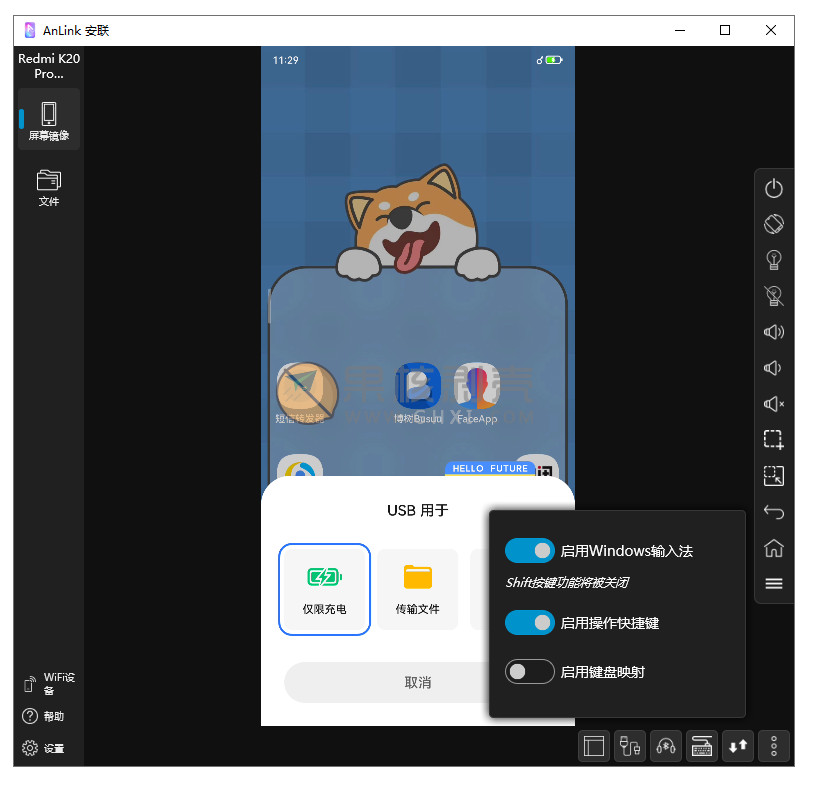 AnLink 安联
Redmi K20
Pro...
屏幕镜像
文件
11:29
短信转发器
博树Busuu
FaceApp
HELLO FUTURE
USB 用于
仅限充电
传输文件
取消
启用Windows输入法
Shift按键功能将被关闭
启用操作快捷键
启用键盘映射
WiFi设
备
帮助
设置